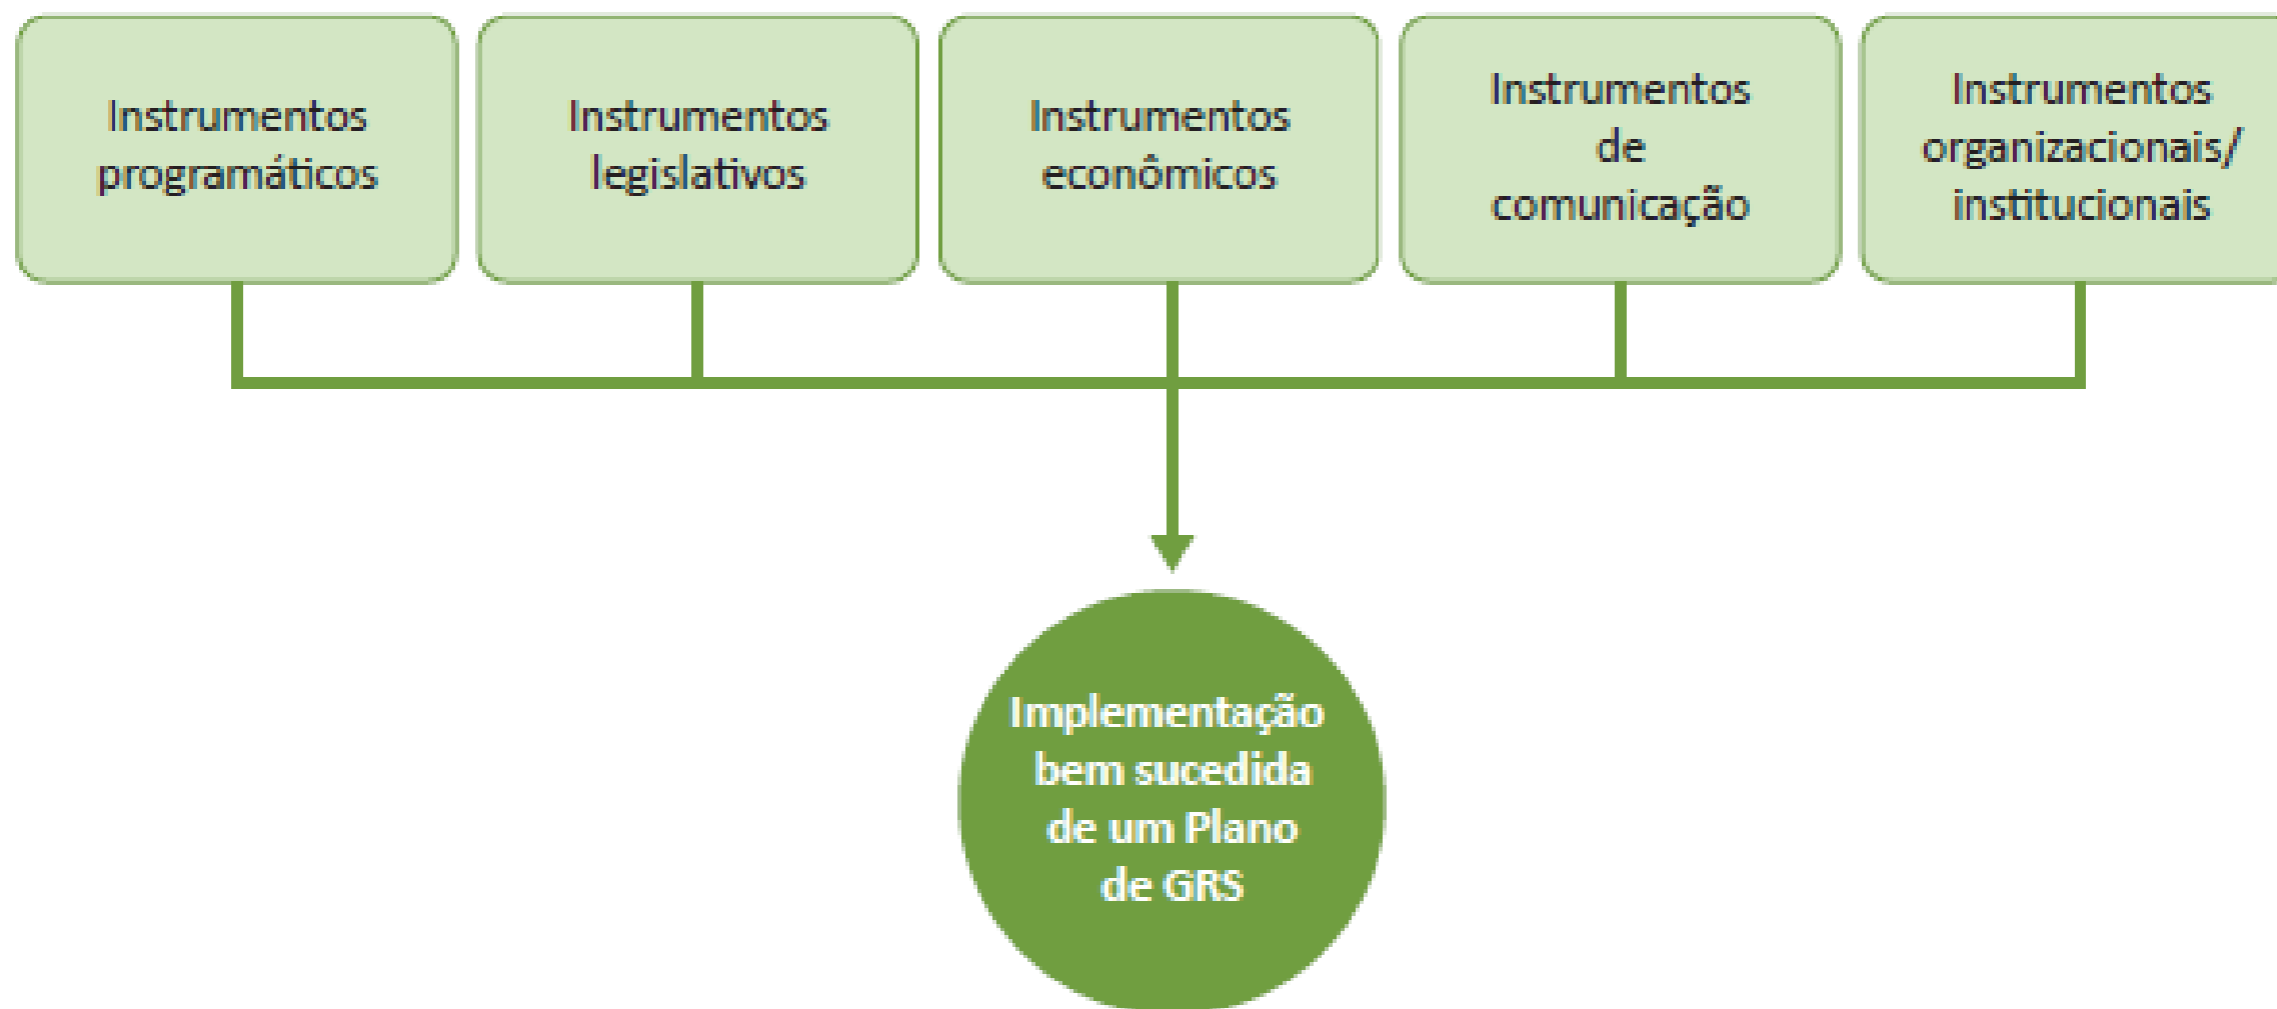 Instrumentos
programáticos
Instrumentos
legislativos
Instrumentos
econômicos
Instrumentos
de
comunicação
Instrumentos
organizacionais/
institucionais
Implementação
bem sucedida
de um Plano
de GRS